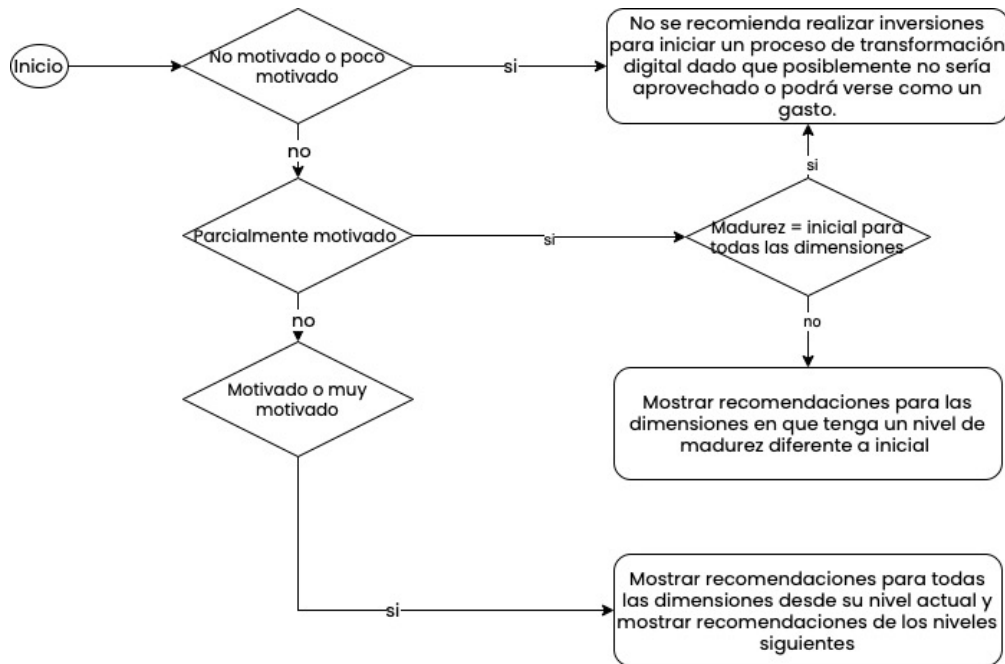 Inicio
No motivado o poco
motivado
si
No se recomienda realizar inversiones
para iniciar un proceso de transformación
digital dado que posiblemente no sería
aprovechado o podrá verse como un
gasto.
no
si
Parcialmente motivado
si
Madurez = inicial para
todas las dimensiones
no
no
Motivado o muy
motivado
Mostrar recomendaciones para las
dimensiones en que tenga un nivel de
madurez diferente a inicial
si
Mostrar recomendaciones para todas
las dimensiones desde su nivel actual y
mostrar recomendaciones de los niveles
siguientes